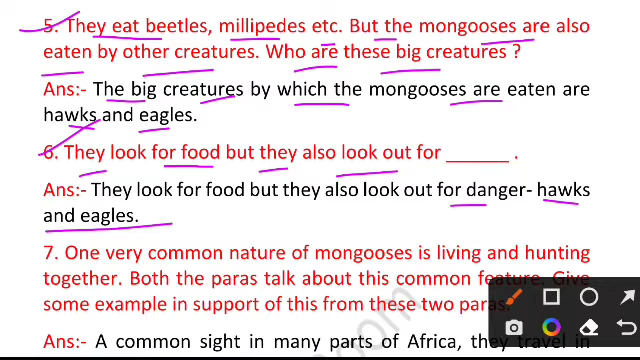 5. They eat beetles, millipedes etc. But the mongooses are also
eaten by other creatures. Who are these big creatures ?
Ans:- The big creatures by which the mongooses are eaten are
hawks and eagles.
6. They look for food but they also look out for ______ .
Ans:- They look for food but they also look out for danger- hawks
and eagles.
7. One very common nature of mongooses is living and hunting
together. Both the paras talk about this common feature. Give
some example in support of this from these two paras.
Ans:- A common sight in many parts of Africa, they travel in